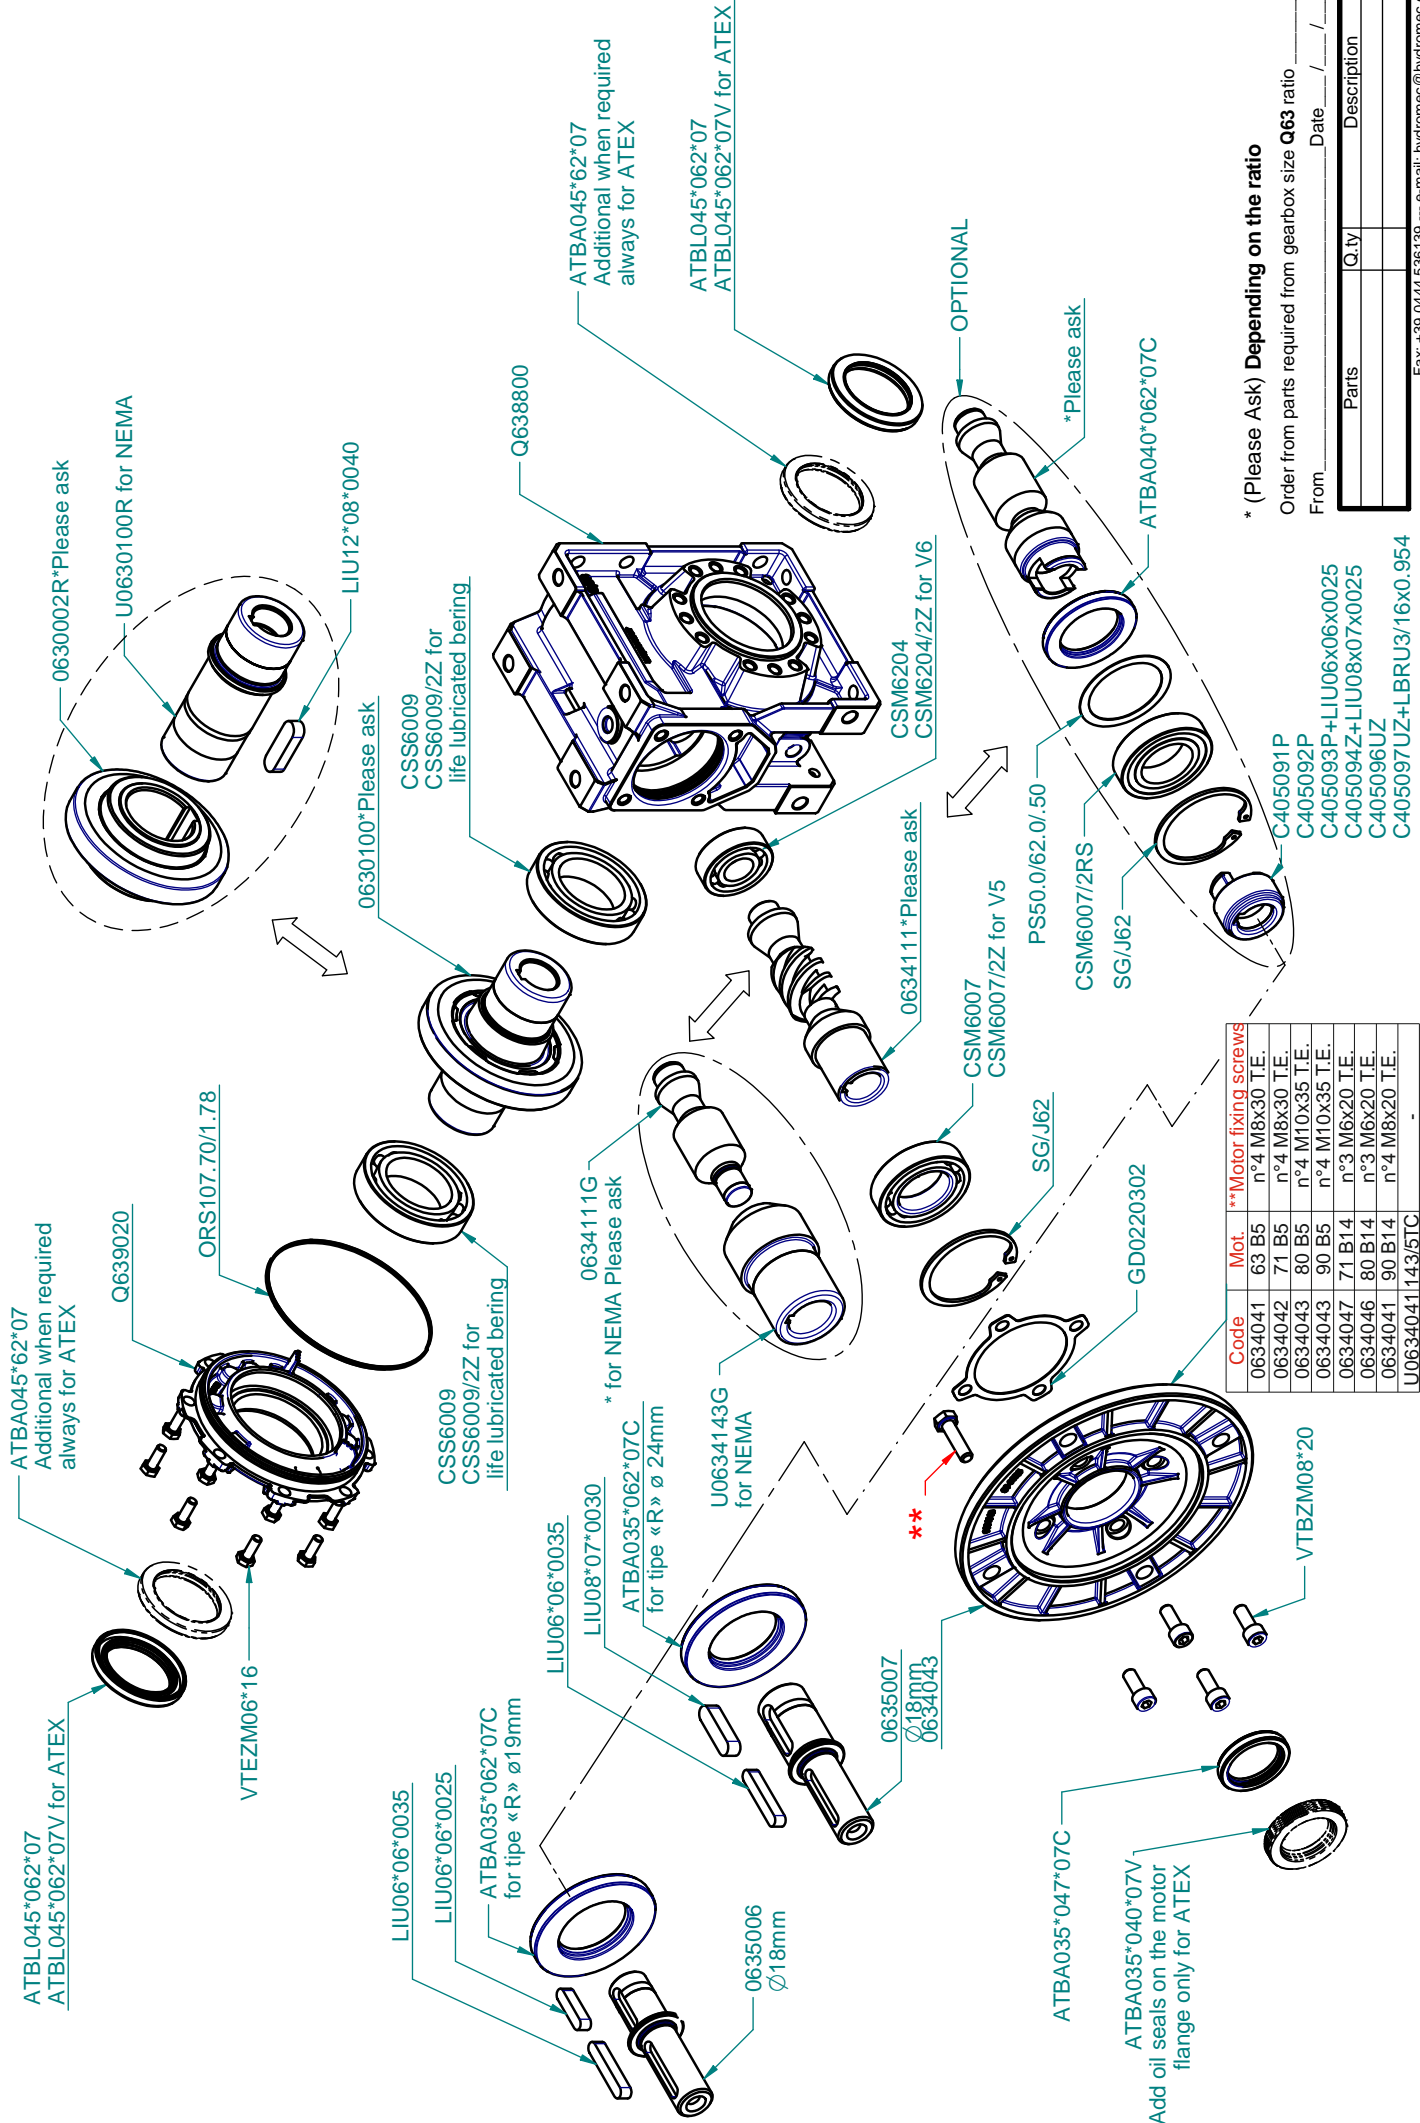 ATBA045*62*07
Additional when required
always for ATEX
Q639020
ORS107.70/1.78
0630002R*Please ask
U0630100R for NEMA
LIU12*08*0040
ATBL045*062*07
ATBL045*062*07V for ATEX
VTEZM06*16
CSS6009
CSS6009/2Z for
life lubricated bering
0630100*Please ask
CSS6009
CSS6009/2Z for
life lubricated bering
Q638800
ATBA045*62*07
Additional when required
always for ATEX
ATBL045*062*07
ATBL045*062*07V for ATEX
LIU06*06*0035
LIU06*06*0025
ATBA035*062*07C
for tipe «R» ø19mm
0635006
∅18mm
LIU06*06*0035
LIU08*07*0030
ATBA035*062*07C
for tipe «R» ø 24mm
0635007
∅18mm
0634043
0634111G
* for NEMA Please ask
U0634143G
for NEMA
0634111*Please ask
CSM6204
CSM6204/2Z for V6
CSM6007
CSM6007/2Z for V5
SG/J62
GD0220302
**
VTBZM08*20
ATBA035*047*07C
ATBA035*040*07V
Add oil seals on the motor
flange only for ATEX
OPTIONAL
*Please ask
ATBA040*062*07C
PS50.0/62.0/.50
CSM6007/2RS
SG/J62
C405091P
C405092P
C405093P+LIU06x06x0025
C405094Z+LIU08x07x0025
C405096UZ
C405097UZ+LBRU3/16x0.954
Code Mot. **Motor fixing screws
0634041 63 B5 n°4 M8x30 T.E.
0634042 71 B5 n°4 M8x30 T.E.
0634043 80 B5 n°4 M10x35 T.E.
0634043 90 B5 n°4 M10x35 T.E.
0634047 71 B14 n°3 M6x20 T.E.
0634046 80 B14 n°3 M6x20 T.E.
0634041 90 B14 n°4 M8x20 T.E.
U0634041143/5TC -
* (Please Ask) Depending on the ratio
Order from parts required from gearbox size Q63 ratio
From Date / /
Parts Q.ty Description